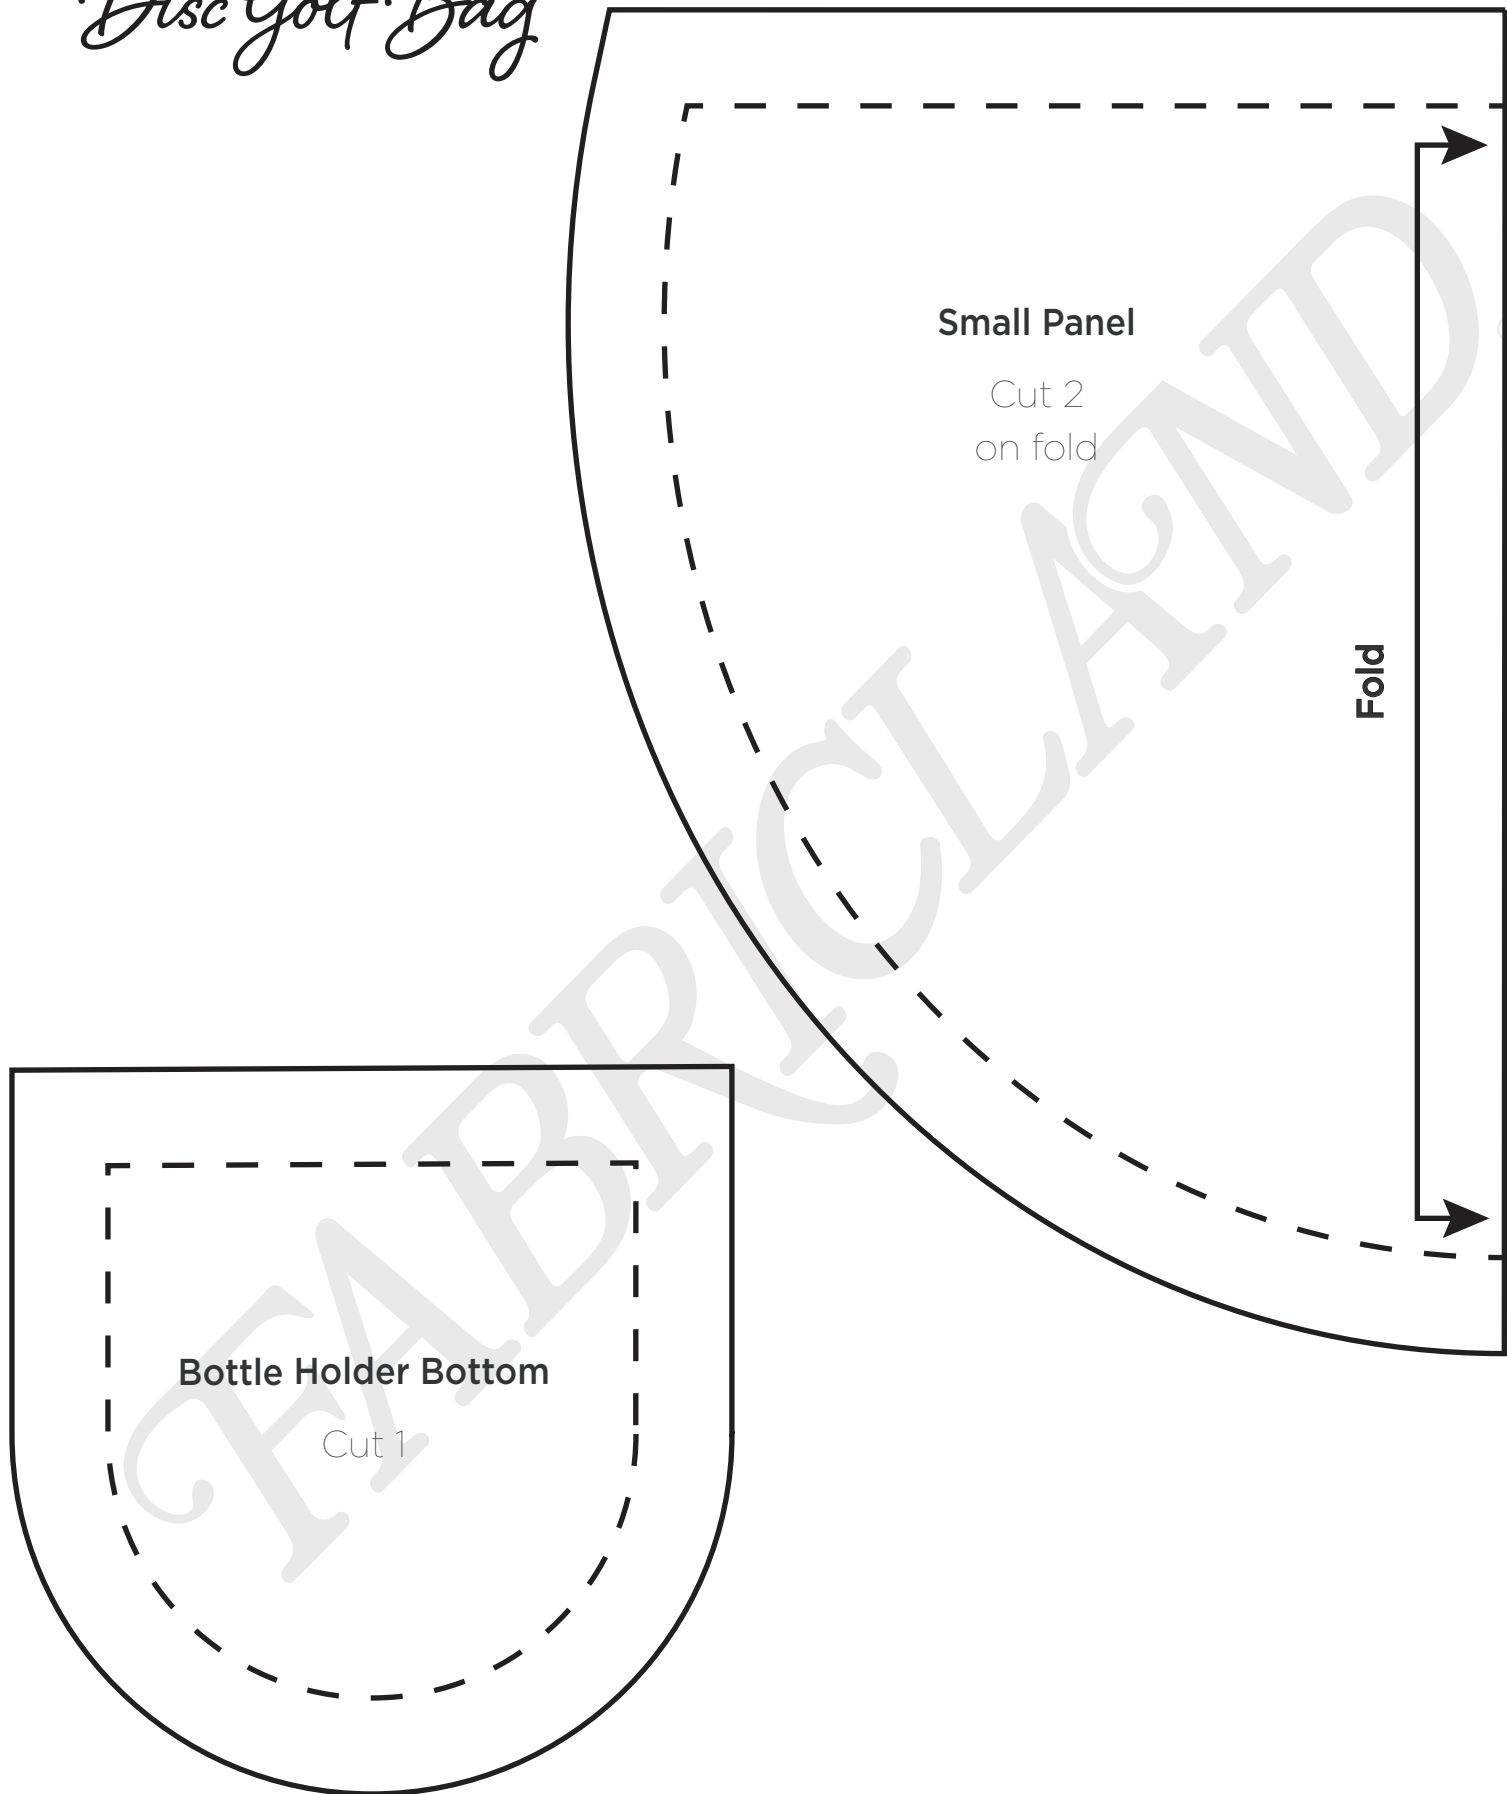 Disc Golf Bag
Small Panel
Cut 2
on fold
Fold
Bottle Holder Bottom
Cut 1
FABRICLAND